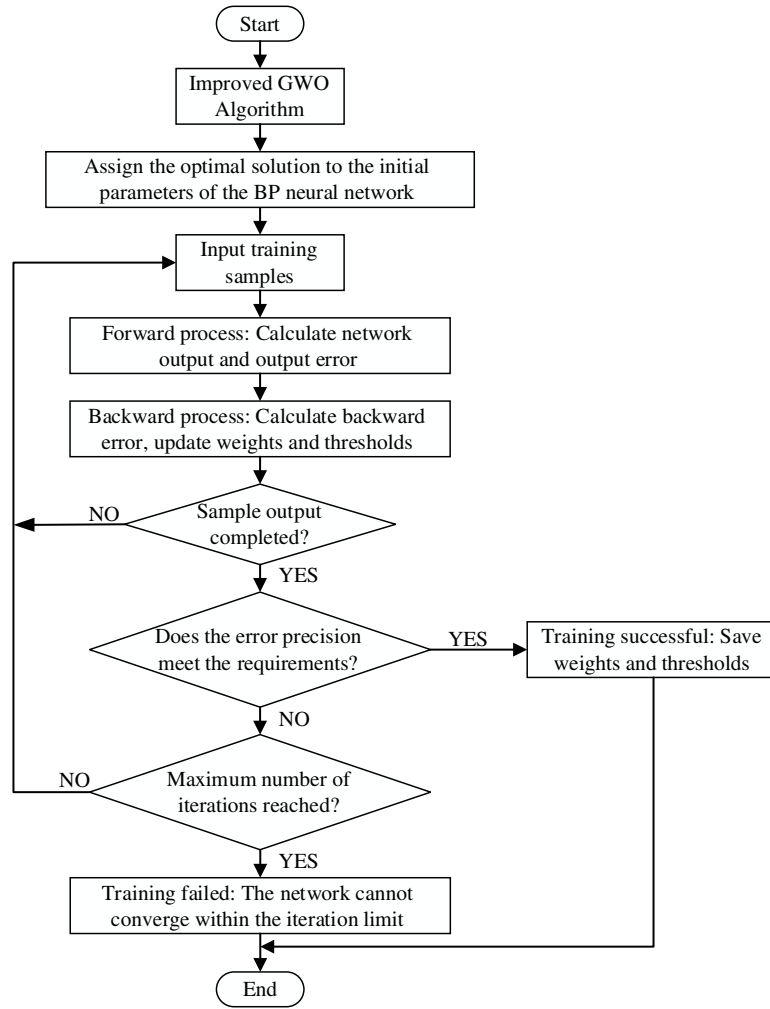 Start
Improved GWO
Algorithm
Assign the optimal solution to the initial
parameters of the BP neural network
Input training
samples
Forward process: Calculate network
output and output error
Backward process: Calculate backward
error, update weights and thresholds
NO
Sample output
completed?
YES
Does the error precision
meet the requirements?
YES
Training successful: Save
weights and thresholds
NO
NO
Maximum number of
iterations reached?
YES
Training failed: The network cannot
converge within the iteration limit
End